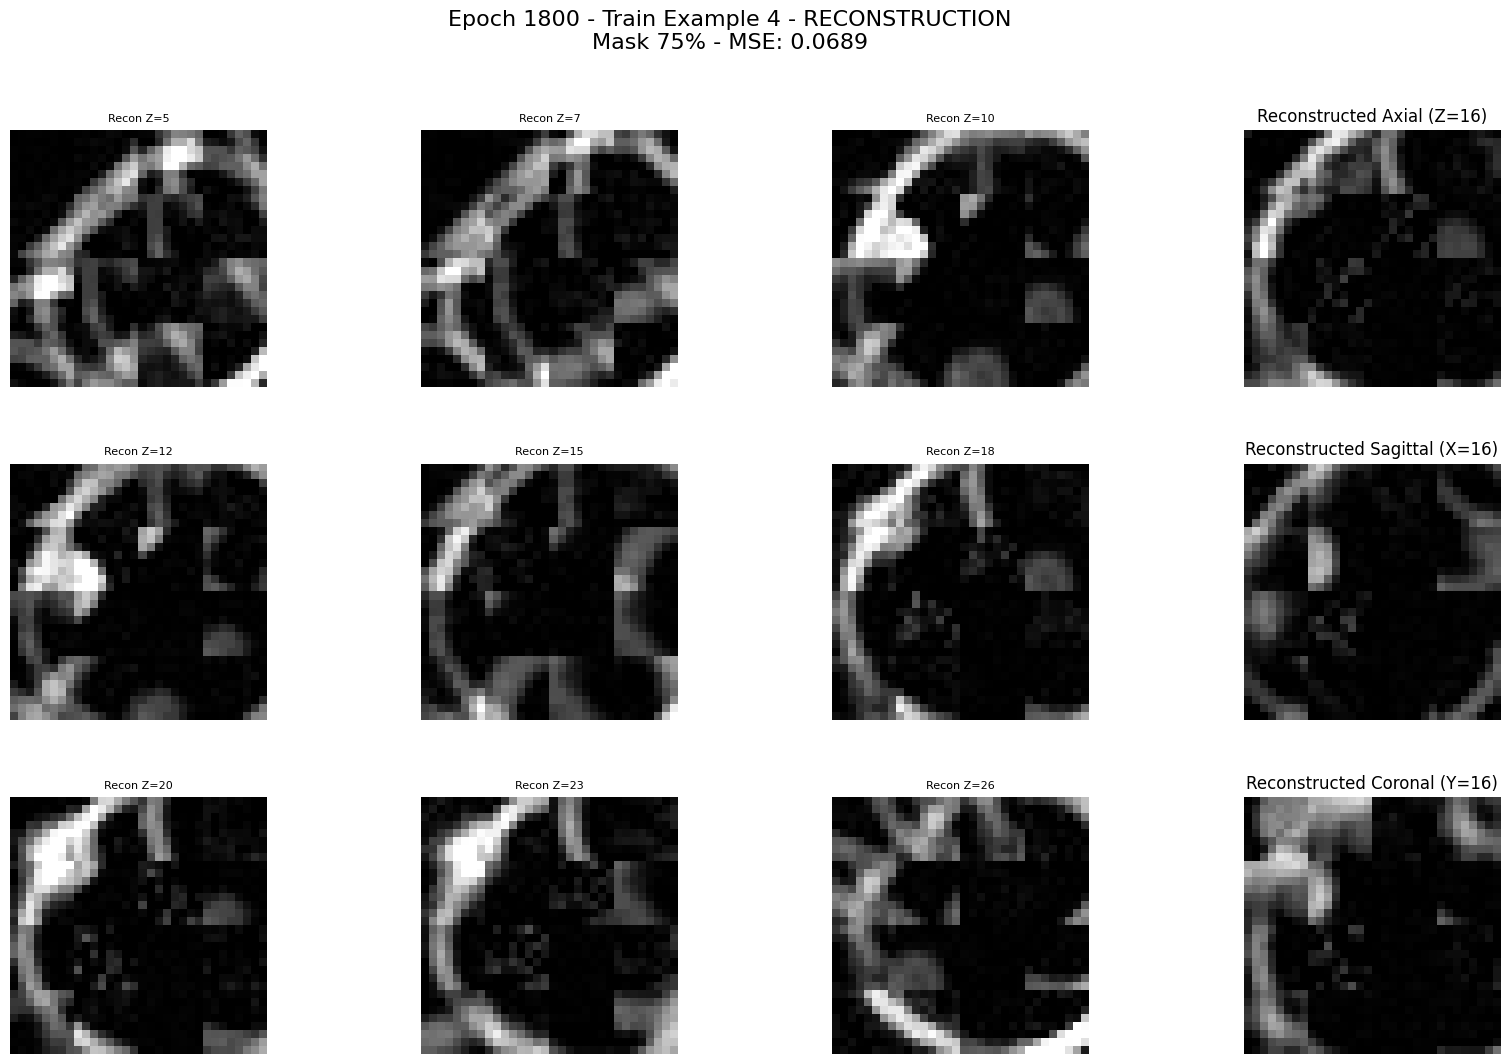 Epoch 1800 - Train Example 4 - RECONSTRUCTION
Mask 75% - MSE: 0.0689
Recon Z=5
Recon Z=7
Recon Z=10
Reconstructed Axial (Z=16)
Recon Z=12
Recon Z=15
Recon Z=18
Reconstructed Sagittal (X=16)
Recon Z=20
Recon Z=23
Recon Z=26
Reconstructed Coronal (Y=16)